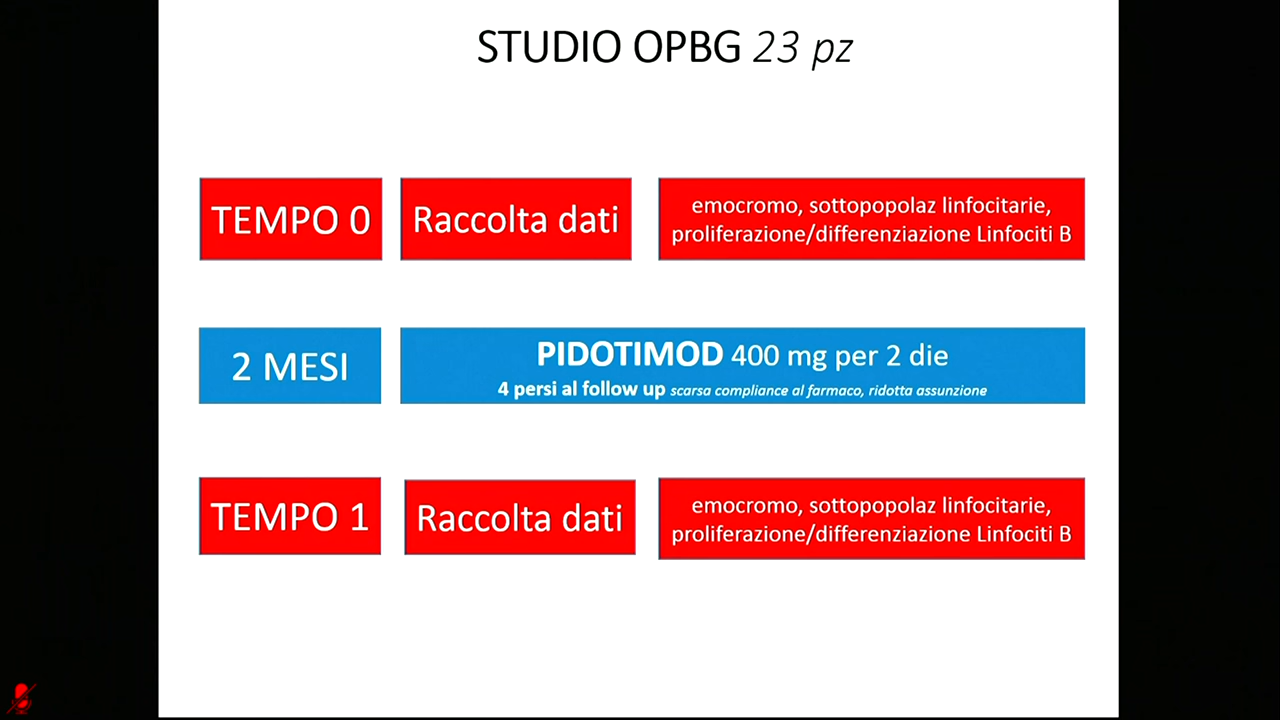 STUDIO OPBG 23 pz
TEMPO 0
Raccolta dati
emocromo, sottopopolaz linfocitarie,
proliferazione/differenziazione Linfociti B
2 MESI
PIDOTIMOD 400 mg per 2 die
4 persi al follow up scarsa compliance al farmaco, ridotta assunzione
TEMPO 1
Raccolta dati
emocromo, sottopopolaz linfocitarie,
proliferazione/differenziazione Linfociti B